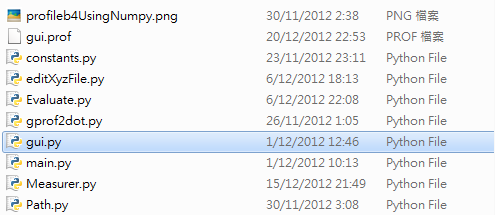 profileb4UsingNumpy.png 30/11/2012 2:38 PNG 檔案
gui.prof 20/12/2012 22:53 PROF 檔案
constants.py 23/11/2012 23:11 Python File
editXyzFile.py 6/12/2012 18:13 Python File
Evaluate.py 6/12/2012 22:08 Python File
gprof2dot.py 26/11/2012 1:05 Python File
gui.py 1/12/2012 12:46 Python File
main.py 1/12/2012 10:13 Python File
Measurer.py 15/12/2012 21:49 Python File
Path.py 30/11/2012 3:08 Python File